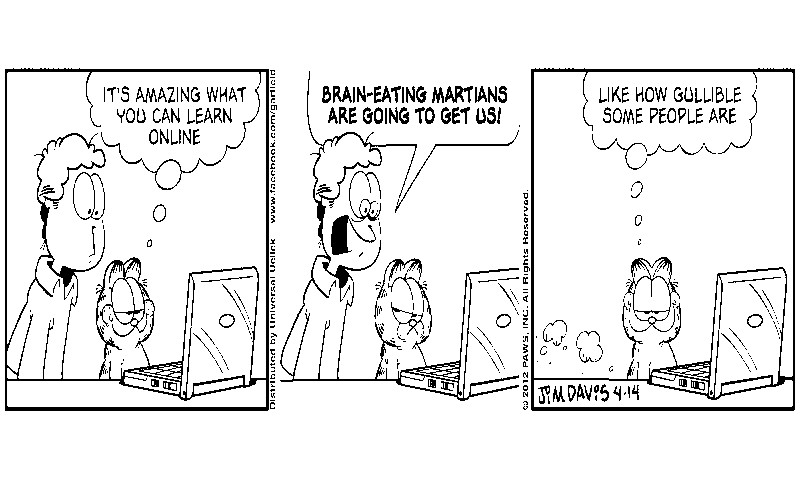 IT'S AMAZING WHAT
YOU CAN LEARN
ONLINE
Distributed by Universal Uclick www.facebook.com/garfield
BRAIN-EATING MARTIANS
ARE GOING TO GET US!
© 2012 PAWS, INC. All Rights Reserved.
LIKE HOW GULLIBLE
SOME PEOPLE ARE
JIM DAVIS 4-14